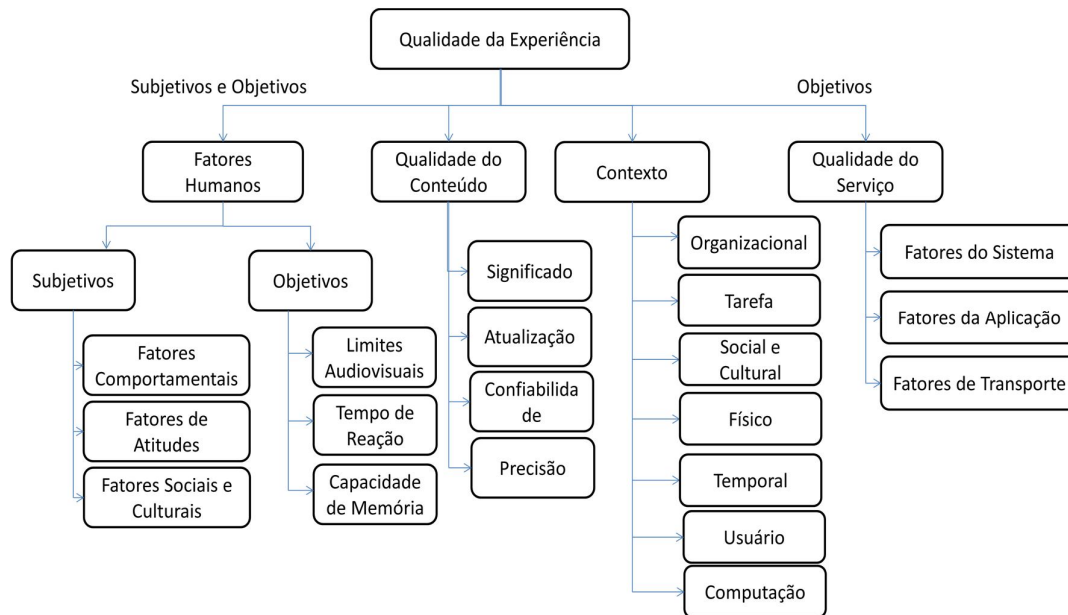 Qualidade da Experiência
Subjetivos e Objetivos
Objetivos
Fatores
Humanos
Qualidade do
Conteúdo
Contexto
Qualidade do
Serviço
Subjetivos
Objetivos
Fatores
Comportamentais
Fatores de
Atitudes
Fatores Sociais e
Culturais
Limites
Audiovisuais
Tempo de
Reação
Capacidade
de Memória
Significado
Atualização
Confiabilida
de
Precisão
Organizacional
Tarefa
Social e
Cultural
Físico
Temporal
Usuário
Computação
Fatores do Sistema
Fatores da Aplicação
Fatores de Transporte